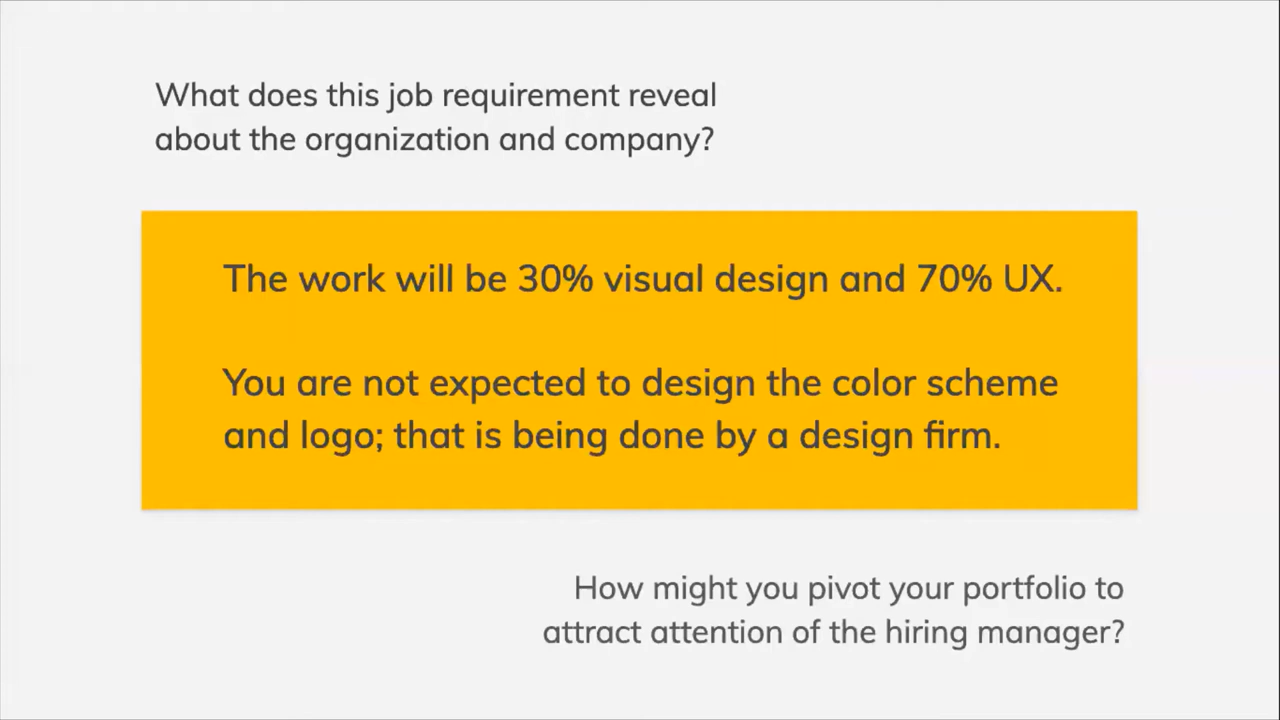 What does this job requirement reveal
about the organization and company?
The work will be 30% visual design and 70% UX.
You are not expected to design the color scheme
and logo; that is being done by a design firm.
How might you pivot your portfolio to
attract attention of the hiring manager?